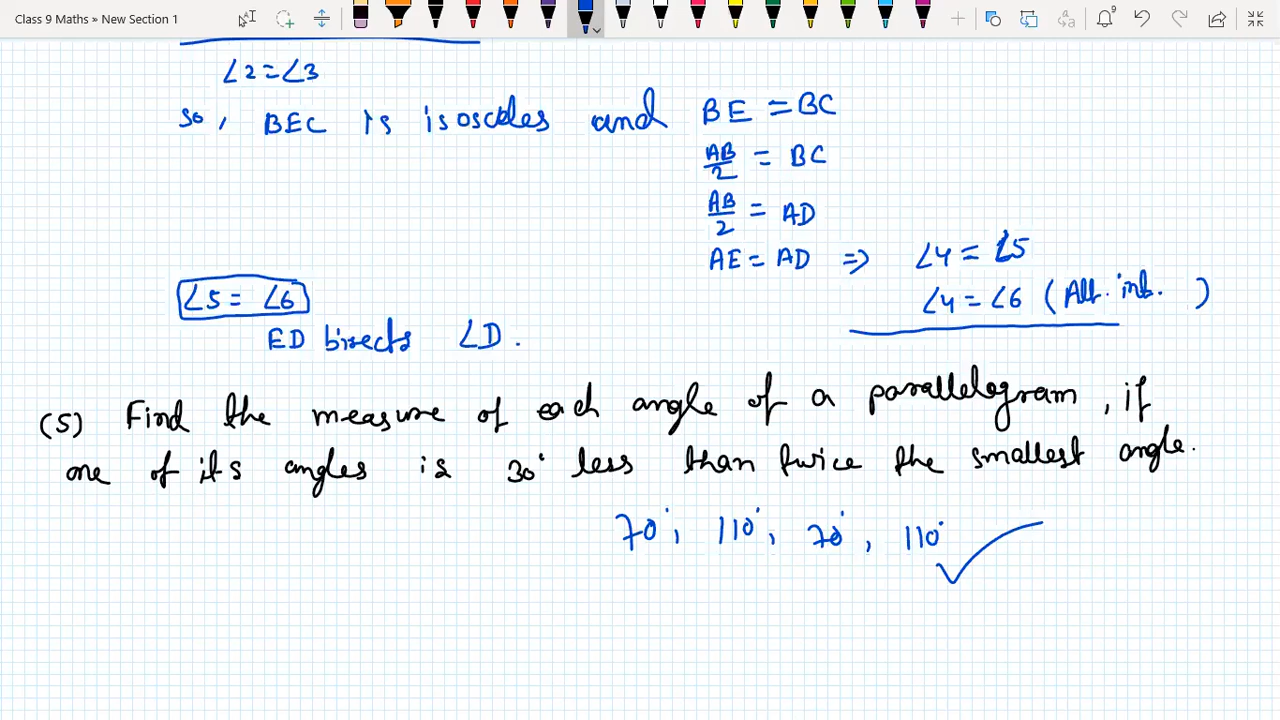 Class 9 Maths » New Section 1
9
∠2 = ∠3
so, BEC is isosceles and BE = BC
AB/2 = BC
AB/2 = AD
AE = AD ⇒ ∠4 = ∠5
∠5 = ∠6
∠4 = ∠6 (Alt. int. )
ED bisects ∠D.
(5) Find the measure of each angle of a parallelogram, if
one of its angles is 30° less than twice the smallest angle.
70°, 110°, 70°, 110°